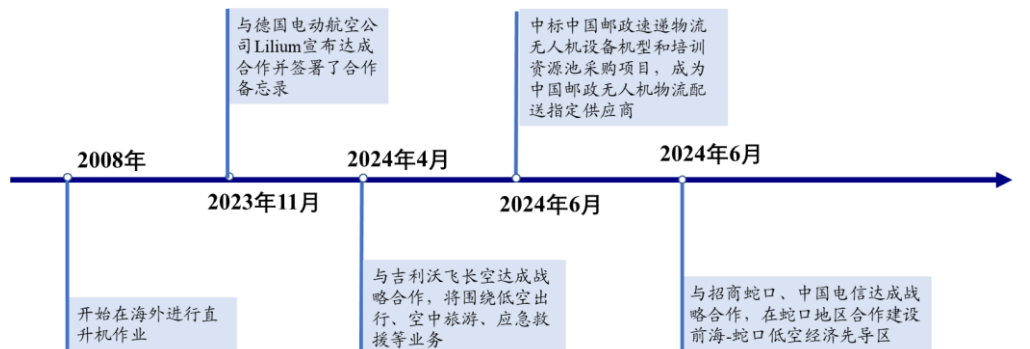 与德国电动航空公
司Lilium宣布达成
合作并签署了合作
备忘录
中标中国邮政速递物流
无人机设备机型和培训
资源池采购项目，成为
中国邮政无人机物流配
送指定供应商
2008年
2024年4月
2024年6月
2023年11月
2024年6月
开始在海外进行直
升机作业
与吉利沃飞长空达成战
略合作，将围绕低空出
行、空中旅游、应急救
援等业务
与招商蛇口、中国电信达成战
略合作，在蛇口地区合作建设
前海-蛇口低空经济先导区